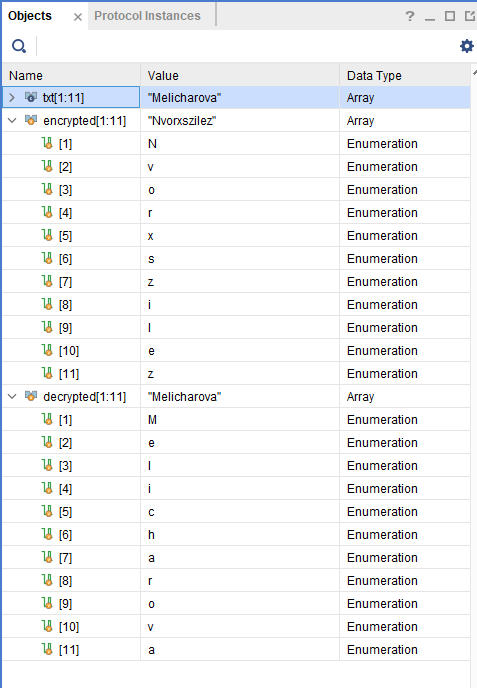 Objects × Protocol Instances ?
Name Value Data Type
txt[1:11] "Melicharova" Array
encrypted[1:11] "Nvorxszilez" Array
[1] N Enumeration
[2] v Enumeration
[3] o Enumeration
[4] r Enumeration
[5] x Enumeration
[6] s Enumeration
[7] z Enumeration
[8] i Enumeration
[9] l Enumeration
[10] e Enumeration
[11] z Enumeration
decrypted[1:11] "Melicharova" Array
[1] M Enumeration
[2] e Enumeration
[3] l Enumeration
[4] i Enumeration
[5] c Enumeration
[6] h Enumeration
[7] a Enumeration
[8] r Enumeration
[9] o Enumeration
[10] v Enumeration
[11] a Enumeration